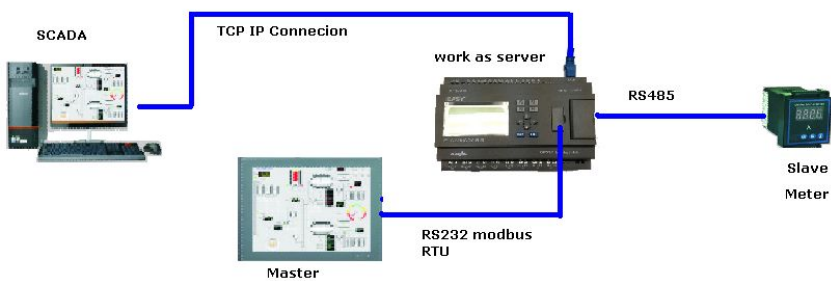 SCADA
TCP IP Connecion
work as server
RS485
Slave
Meter
RS232 modbus
RTU
Master